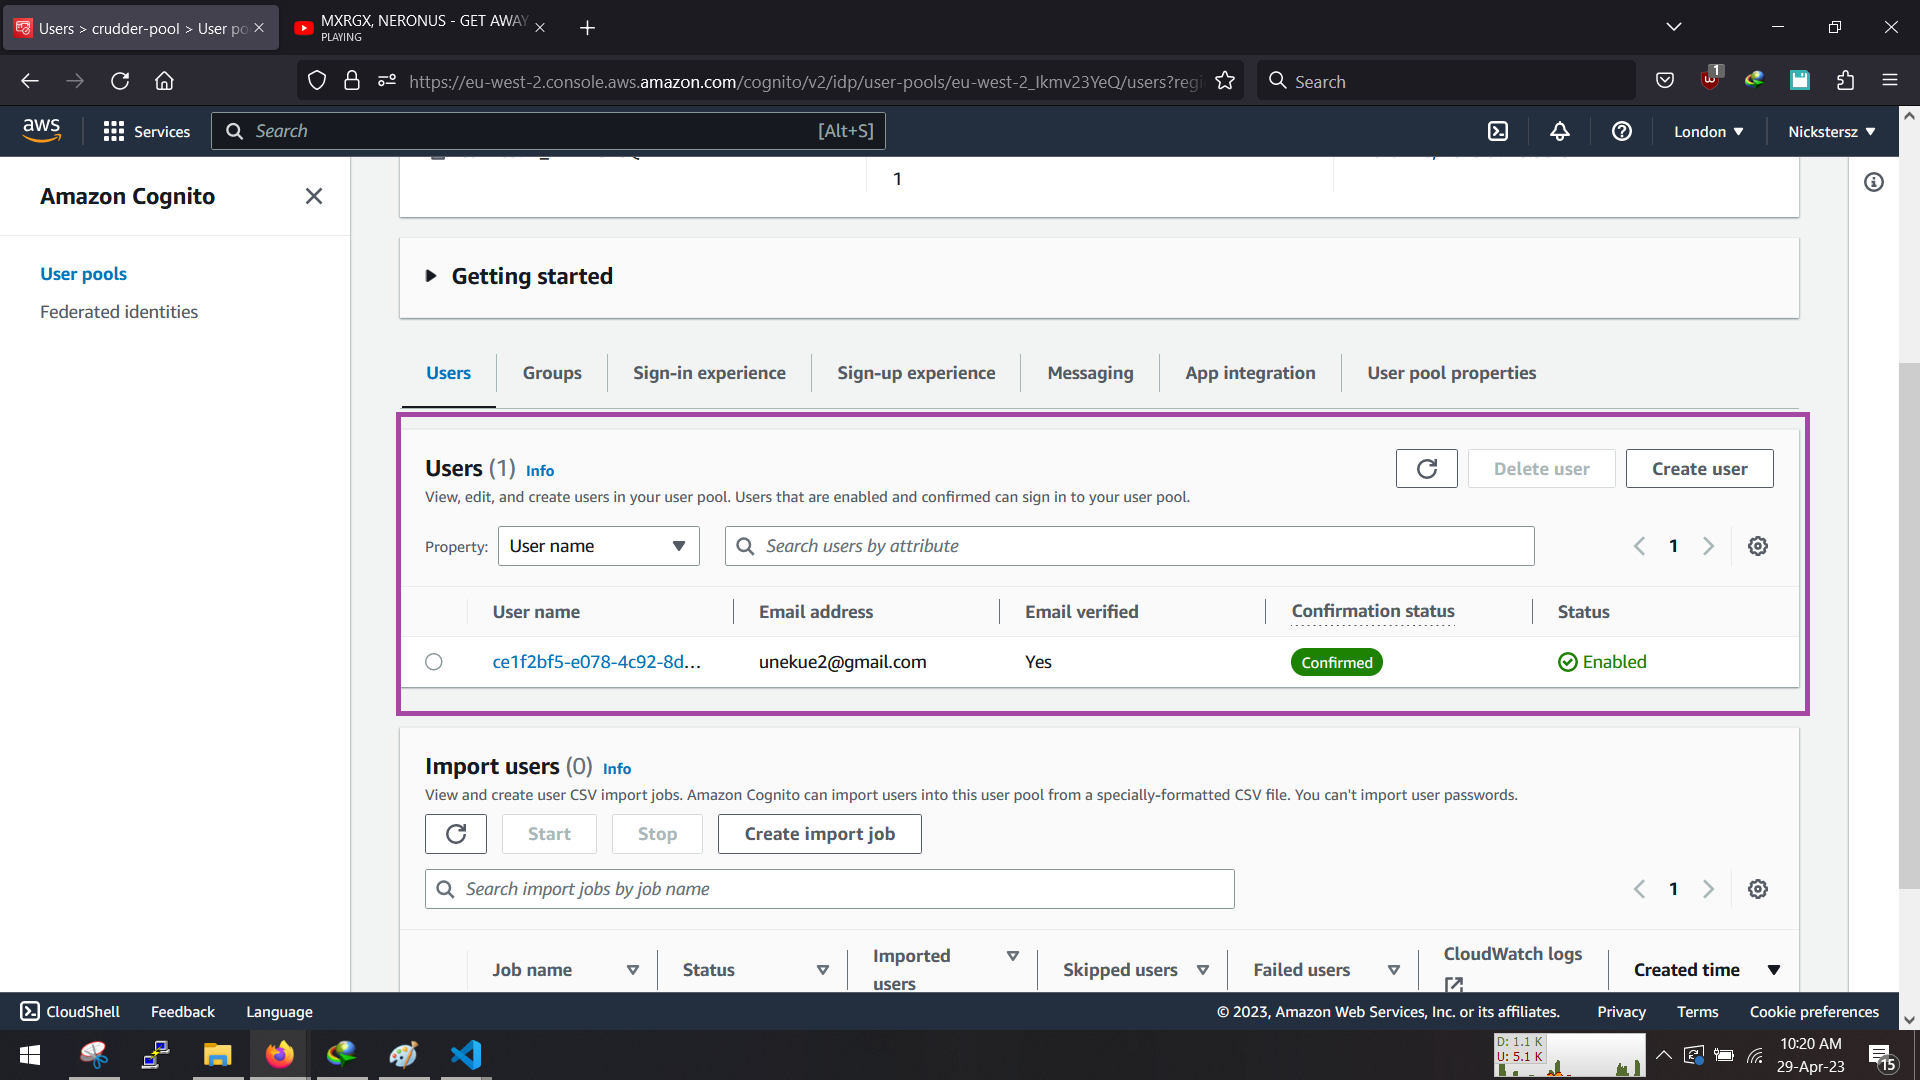 Users > crudder-pool > User po
MXRGX, NERONUS - GET AWAY
PLAYING
https://eu-west-2.console.aws.amazon.com/cognito/v2/idp/user-pools/eu-west-2_Ikmv23YeQ/users?regi
Search
1
aws
Services
Search
[Alt+S]
London
Nickstersz
Amazon Cognito
User pools
Federated identities
1
Getting started
Users
Groups
Sign-in experience
Sign-up experience
Messaging
App integration
User pool properties
Users (1) Info
Delete user
Create user
View, edit, and create users in your user pool. Users that are enabled and confirmed can sign in to your user pool.
Property:
User name
Search users by attribute
1
User name
Email address
Email verified
Confirmation status
Status
ce1f2bf5-e078-4c92-8d...
unekue2@gmail.com
Yes
Confirmed
Enabled
Import users (0) Info
View and create user CSV import jobs. Amazon Cognito can import users into this user pool from a specially-formatted CSV file. You can't import user passwords.
Start
Stop
Create import job
Search import jobs by job name
1
Job name
Status
Imported
users
Skipped users
Failed users
CloudWatch logs
Created time
CloudShell
Feedback
Language
© 2023, Amazon Web Services, Inc. or its affiliates.
Privacy
Terms
Cookie preferences
D: 1.1 K
U: 5.1 K
10:20 AM
29-Apr-23
15